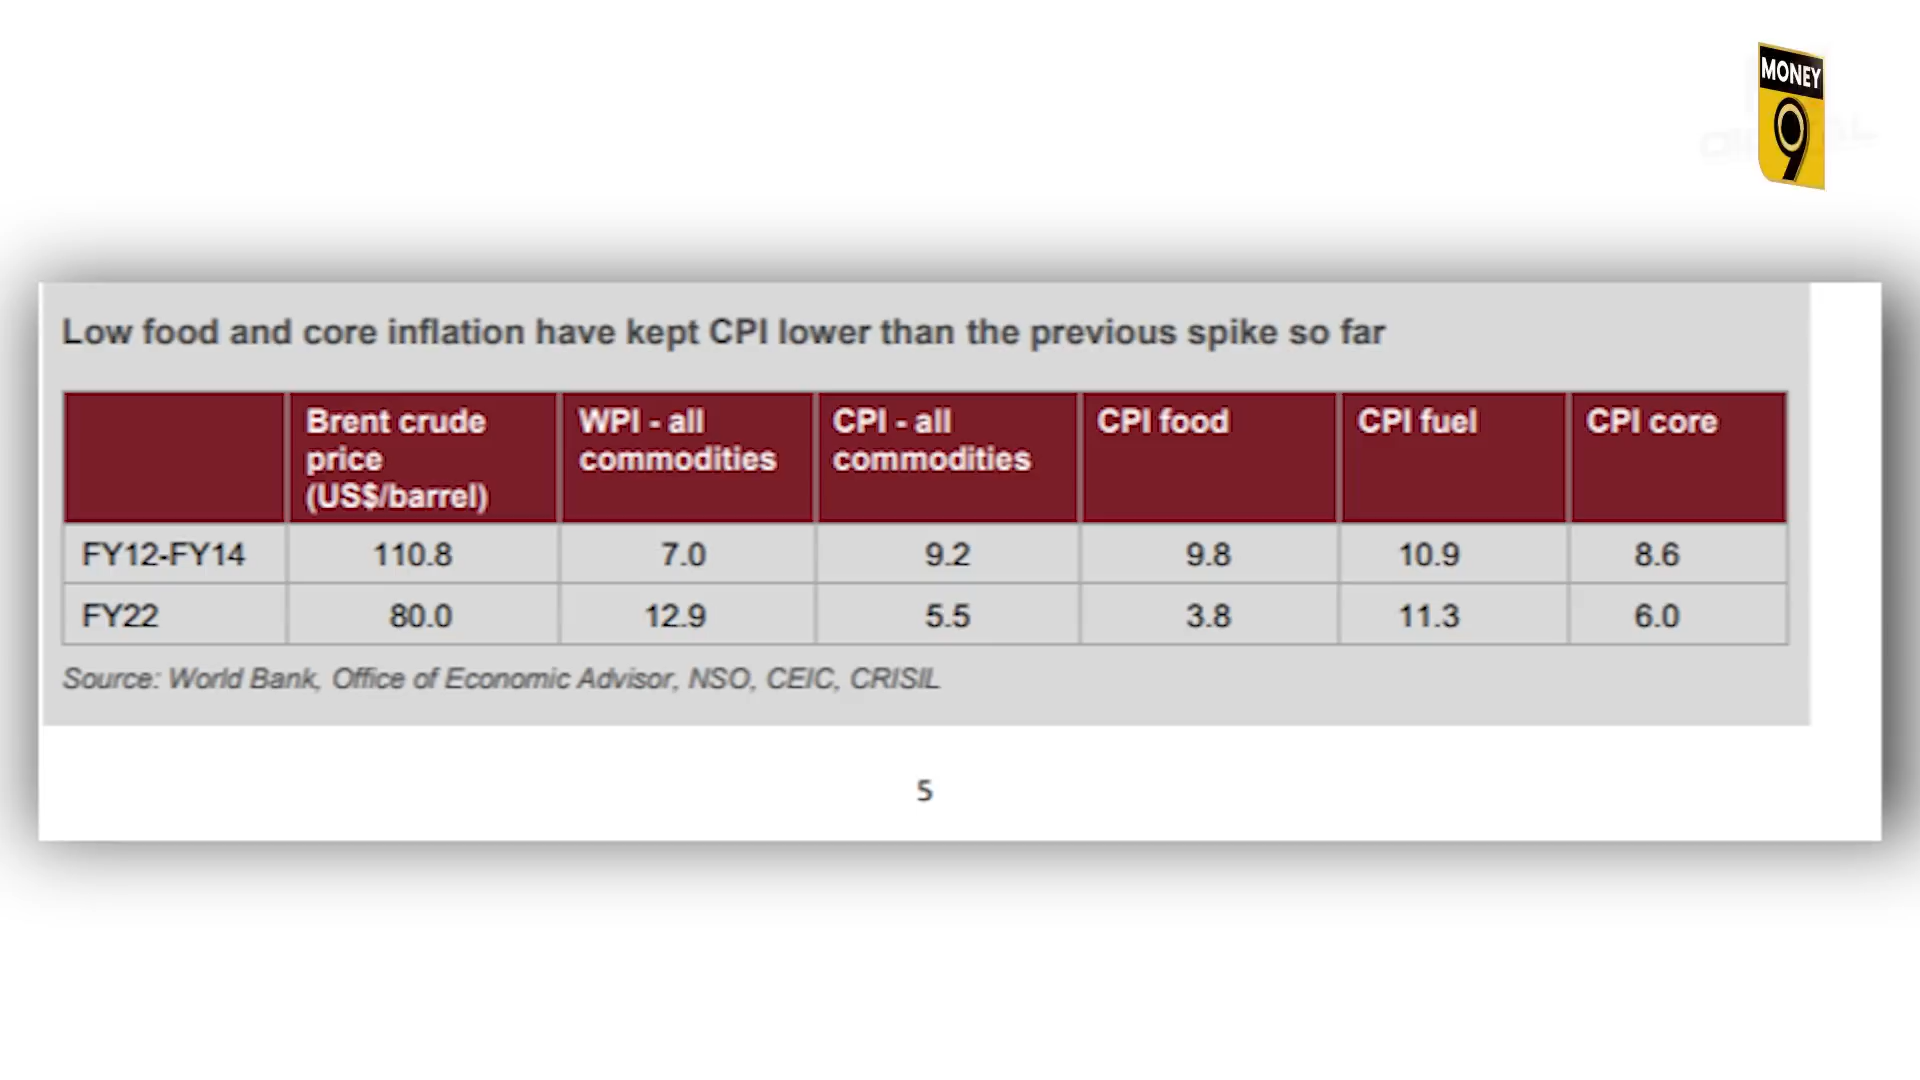 MONEY
9
Low food and core inflation have kept CPI lower than the previous spike so far
Brent crude price (US$/barrel) WPI - all commodities CPI - all commodities CPI food CPI fuel CPI core
FY12-FY14 110.8 7.0 9.2 9.8 10.9 8.6
FY22 80.0 12.9 5.5 3.8 11.3 6.0
Source: World Bank, Office of Economic Advisor, NSO, CEIC, CRISIL
5